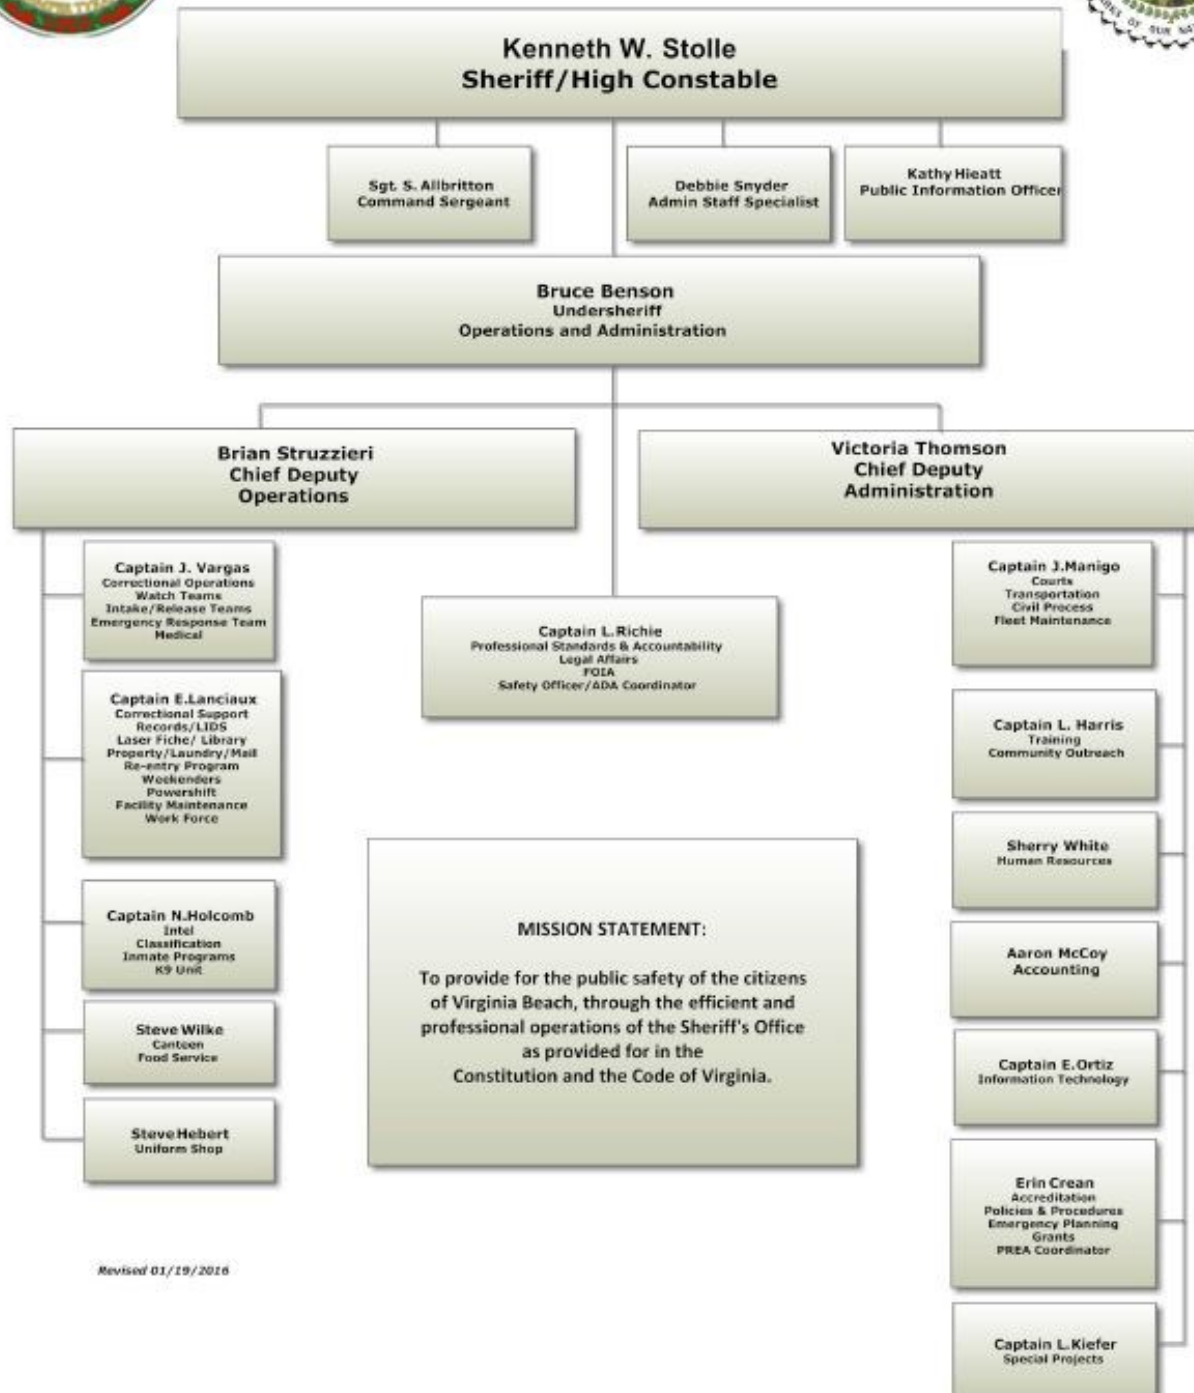 Kenneth W. Stolle
Sheriff/High Constable
Sgt. S. Allbritton
Command Sergeant
Debbie Snyder
Admin Staff Specialist
Kathy Hieatt
Public Information Officer
Bruce Benson
Undersheriff
Operations and Administration
Brian Struzzieri
Chief Deputy
Operations
Victoria Thomson
Chief Deputy
Administration
Captain J. Vargas
Correctional Operations
Watch Teams
Intake/Release Teams
Emergency Response Team
Medical
Captain E.Lanciaux
Correctional Support
Records/LIDS
Laser Fiche/ Library
Property/Laundry/Mail
Re-entry Program
Weekenders
Powershift
Facility Maintenance
Work Force
Captain N.Holcomb
Intel
Classification
Inmate Programs
K9 Unit
Steve Wilke
Canteen
Food Service
Steve Hebert
Uniform Shop
Captain L.Richie
Professional Standards & Accountability
Legal Affairs
FOIA
Safety Officer/ADA Coordinator
MISSION STATEMENT:
To provide for the public safety of the citizens
of Virginia Beach, through the efficient and
professional operations of the Sheriff's Office
as provided for in the
Constitution and the Code of Virginia.
Captain J.Manigo
Courts
Transportation
Civil Process
Fleet Maintenance
Captain L. Harris
Training
Community Outreach
Sherry White
Human Resources
Aaron McCoy
Accounting
Captain E.Ortiz
Information Technology
Erin Crean
Accreditation
Policies & Procedures
Emergency Planning
Grants
PREA Coordinator
Captain L.Kiefer
Special Projects
Revised 01/19/2016
OF OUR